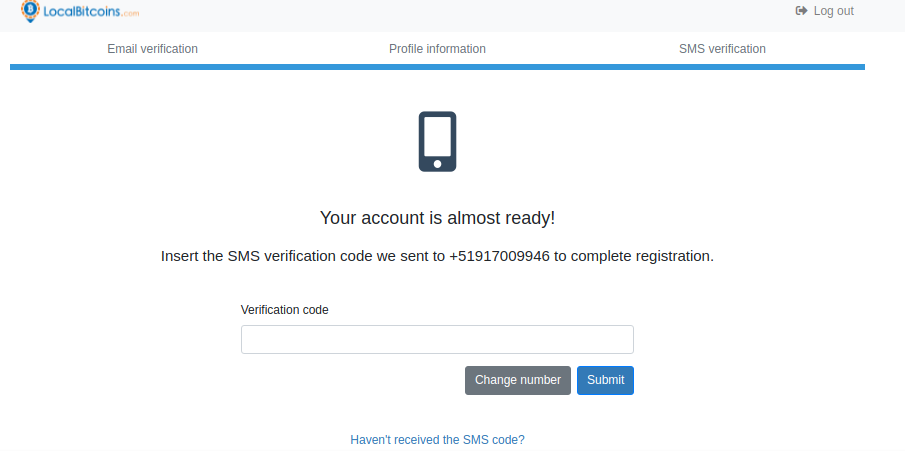 LocalBitcoins.com
Log out
Email verification Profile information SMS verification
Your account is almost ready!
Insert the SMS verification code we sent to +51917009946 to complete registration.
Verification code
Change number Submit
Haven't received the SMS code?